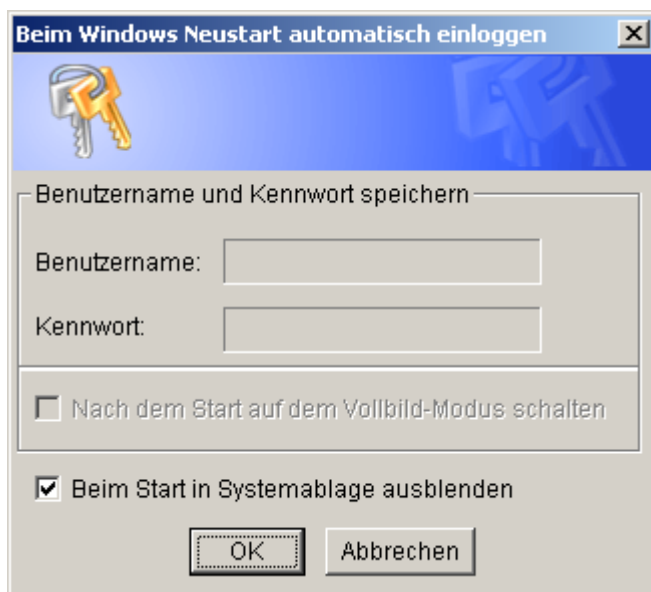 Beim Windows Neustart automatisch einloggen
Benutzername und Kennwort speichern
Benutzername:
Kennwort:
Nach dem Start auf dem Vollbild-Modus schalten
Beim Start in Systemablage ausblenden
OK
Abbrechen